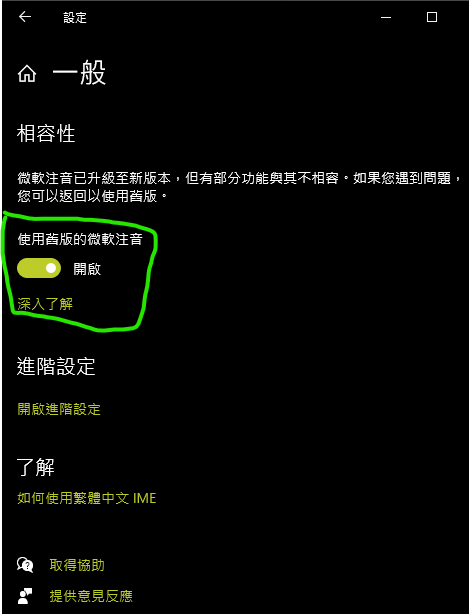 設定
一般
相容性
微軟注音已升級至新版本，但有部分功能與其不相容。如果您遇到問題，
您可以返回以使用舊版。
使用舊版的微軟注音
開啟
深入了解
進階設定
開啟進階設定
了解
如何使用繁體中文 IME
取得協助
提供意見反應